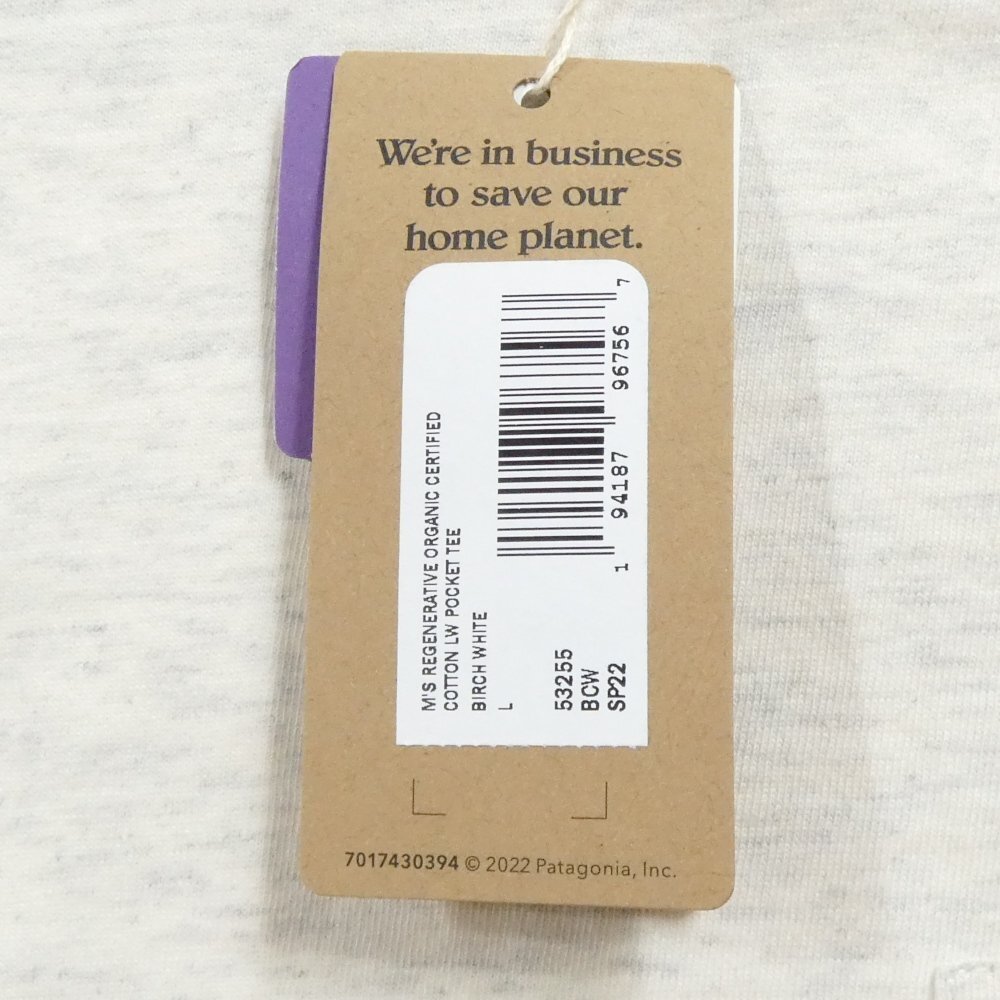 We're in business
to save our
home planet.
M'S REGENERATIVE ORGANIC CERTIFIED
COTTON LW POCKET TEE
BIRCH WHITE
L
53255
BCW
SP22
1 94187 96756 7
7017430394 © 2022 Patagonia, Inc.